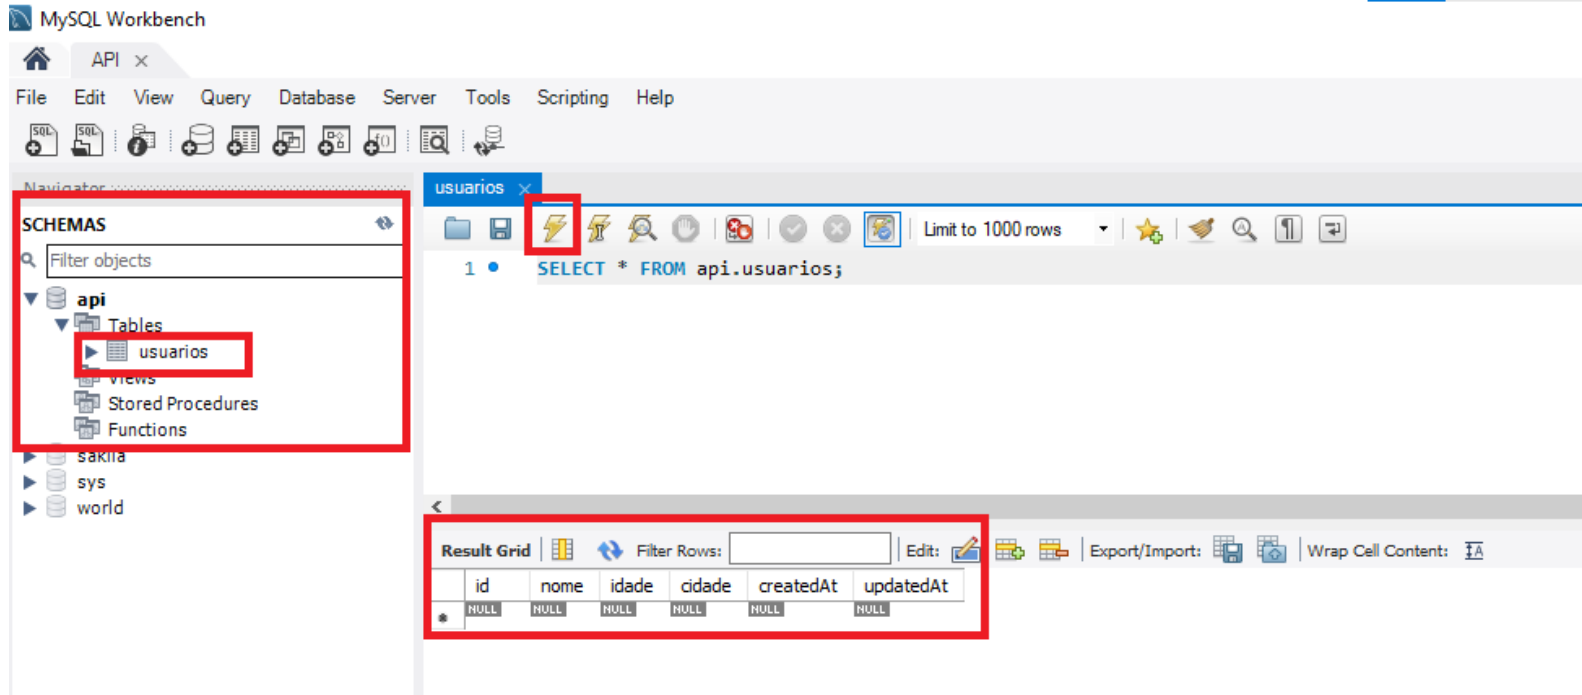 MySQL Workbench
API
File Edit View Query Database Server Tools Scripting Help
SQL SQL
Navigator
SCHEMAS
Filter objects
api
Tables
usuarios
Views
Stored Procedures
Functions
sakila
sys
world
usuarios
Limit to 1000 rows
1 SELECT * FROM api.usuarios;
Result Grid Filter Rows: Edit: Export/Import: Wrap Cell Content:
id nome idade cidade createdAt updatedAt
NULL NULL NULL NULL NULL NULL